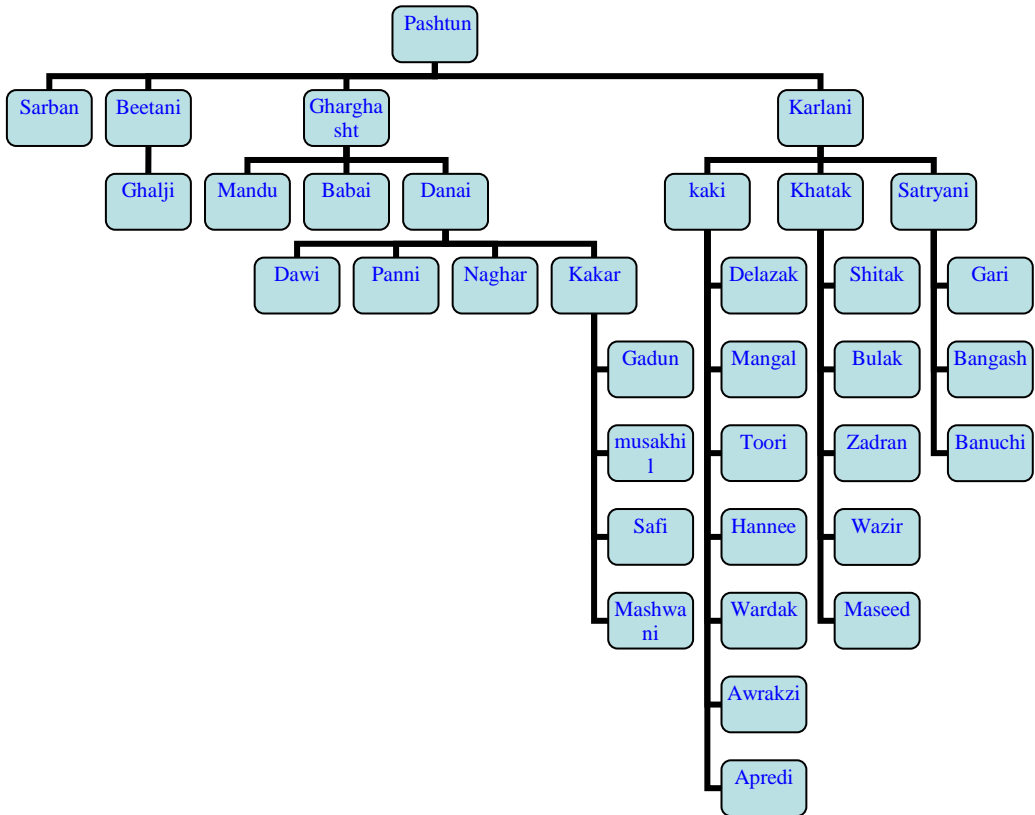 Pashtun
Sarban
Beetani
Ghargha
sht
Karlani
Ghalji
Mandu
Babai
Danai
kaki
Khatak
Satryani
Dawi
Panni
Naghar
Kakar
Delazak
Shitak
Gari
Gadun
Mangal
Bulak
Bangash
musakhi
l
Toori
Zadran
Banuchi
Safi
Hannee
Wazir
Mashwa
ni
Wardak
Maseed
Awrakzi
Apredi